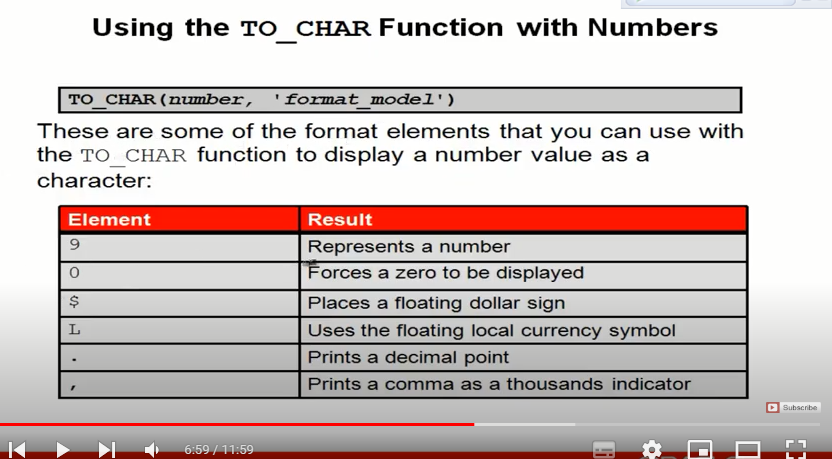 Using the TO_CHAR Function with Numbers
TO_CHAR(number, 'format_model')
These are some of the format elements that you can use with
the TO_CHAR function to display a number value as a
character:
Element Result
9 Represents a number
0 Forces a zero to be displayed
$ Places a floating dollar sign
L Uses the floating local currency symbol
. Prints a decimal point
, Prints a comma as a thousands indicator
Subscribe
6:59 / 11:59